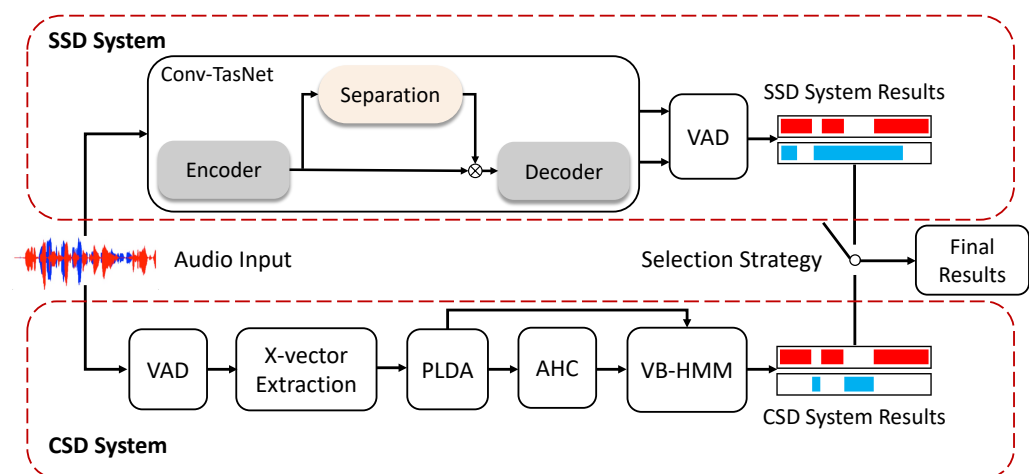 SSD System
Conv-TasNet
Separation
Encoder
Decoder
VAD
SSD System Results
Audio Input
Selection Strategy
Final
Results
VAD
X-vector
Extraction
PLDA
AHC
VB-HMM
CSD System Results
CSD System